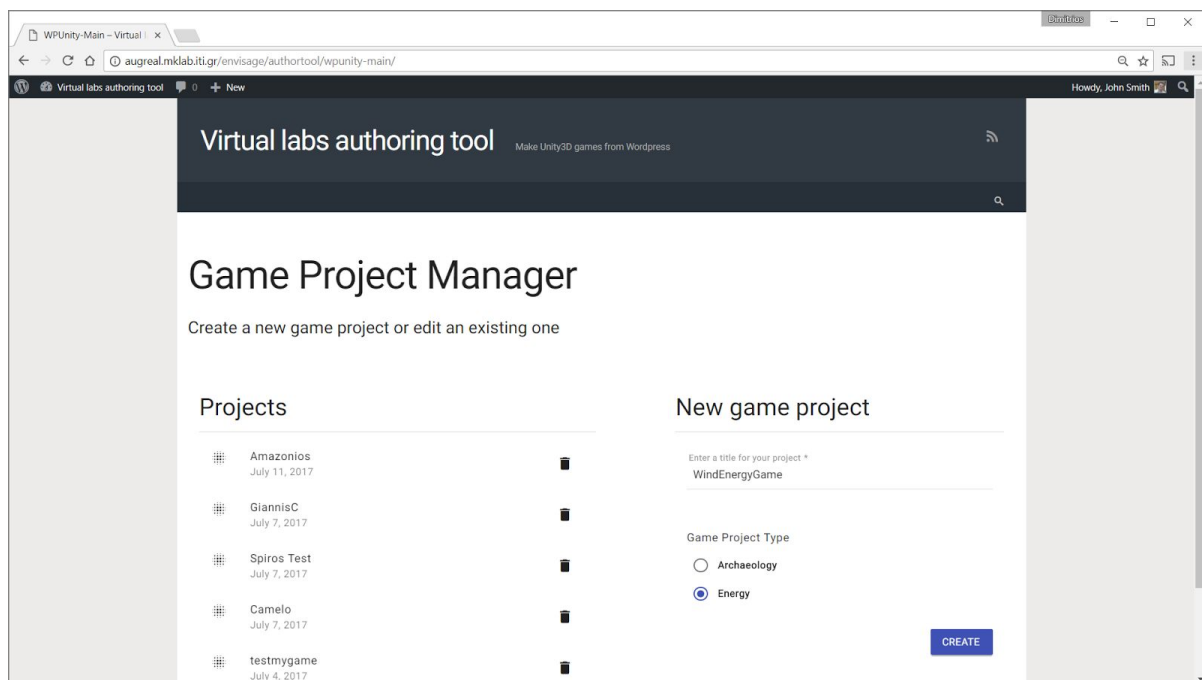 Dimitrios
WPUnity-Main – Virtual l
augreal.mklab.iti.gr/envisage/authortool/wpunity-main/
Virtual labs authoring tool 0 + New Howdy, John Smith
Virtual labs authoring tool Make Unity3D games from Wordpress
Game Project Manager
Create a new game project or edit an existing one
Projects
Amazonios
July 11, 2017
GiannisC
July 7, 2017
Spiros Test
July 7, 2017
Camelo
July 7, 2017
testmygame
July 4, 2017
New game project
Enter a title for your project *
WindEnergyGame
Game Project Type
Archaeology
Energy
CREATE